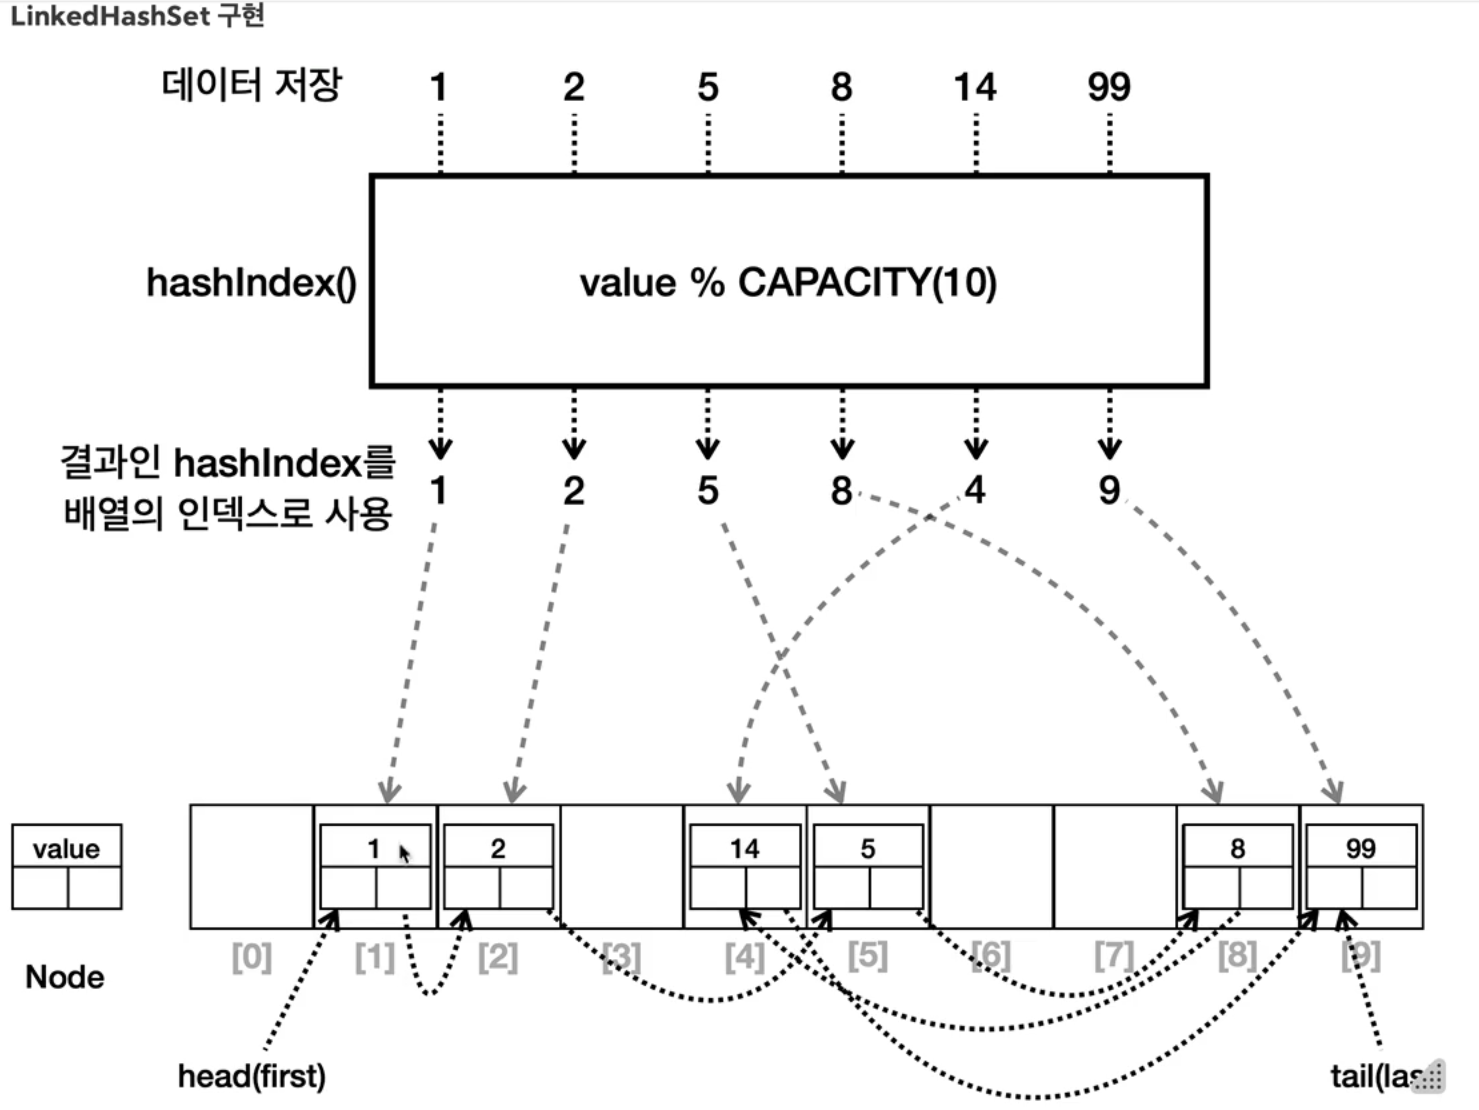 LinkedHashSet 구현
데이터 저장 1 2 5 8 14 99
hashIndex() value % CAPACITY(10)
결과인 hashIndex를
배열의 인덱스로 사용
1 2 5 8 4 9
value 1 2 14 5 8 99
[0] [1] [2] [3] [4] [5] [6] [7] [8] [9]
Node
head(first)